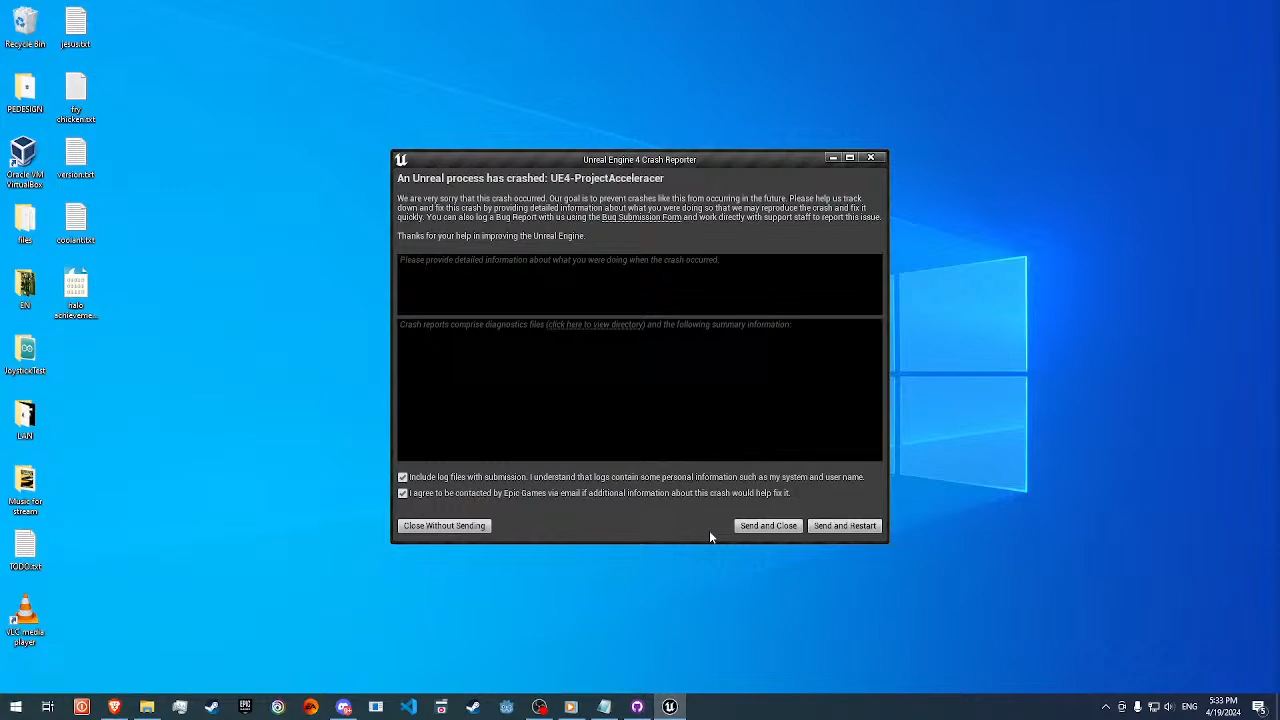 Recycle Bin
jesus.txt
PEDESIGN
fry
chicken.txt
Oracle VM
VirtualBox
version.txt
files
coolant.txt
EN
halo
achieveme...
JoystickTest
LAN
Music for
stream
TODO.txt
VLC media
player
Unreal Engine 4 Crash Reporter
An Unreal process has crashed: UE4-ProjectAcceleracer
We are very sorry that this crash occurred. Our goal is to prevent crashes like this from occurring in the future. Please help us track
down and fix this crash by providing detailed information about what you were doing so that we may reproduce the crash and fix it
quickly. You can also log a Bug Report with us using the Bug Submission Form and work directly with support staff to report this issue.
Thanks for your help in improving the Unreal Engine.
Please provide detailed information about what you were doing when the crash occurred.
Crash reports comprise diagnostics files (click here to view directory) and the following summary information:
Include log files with submission. I understand that logs contain some personal information such as my system and user name.
I agree to be contacted by Epic Games via email if additional information about this crash would help fix it.
Close Without Sending
Send and Close
Send and Restart
EPIC
EA
ENG
5:33 PM
4/19/2024